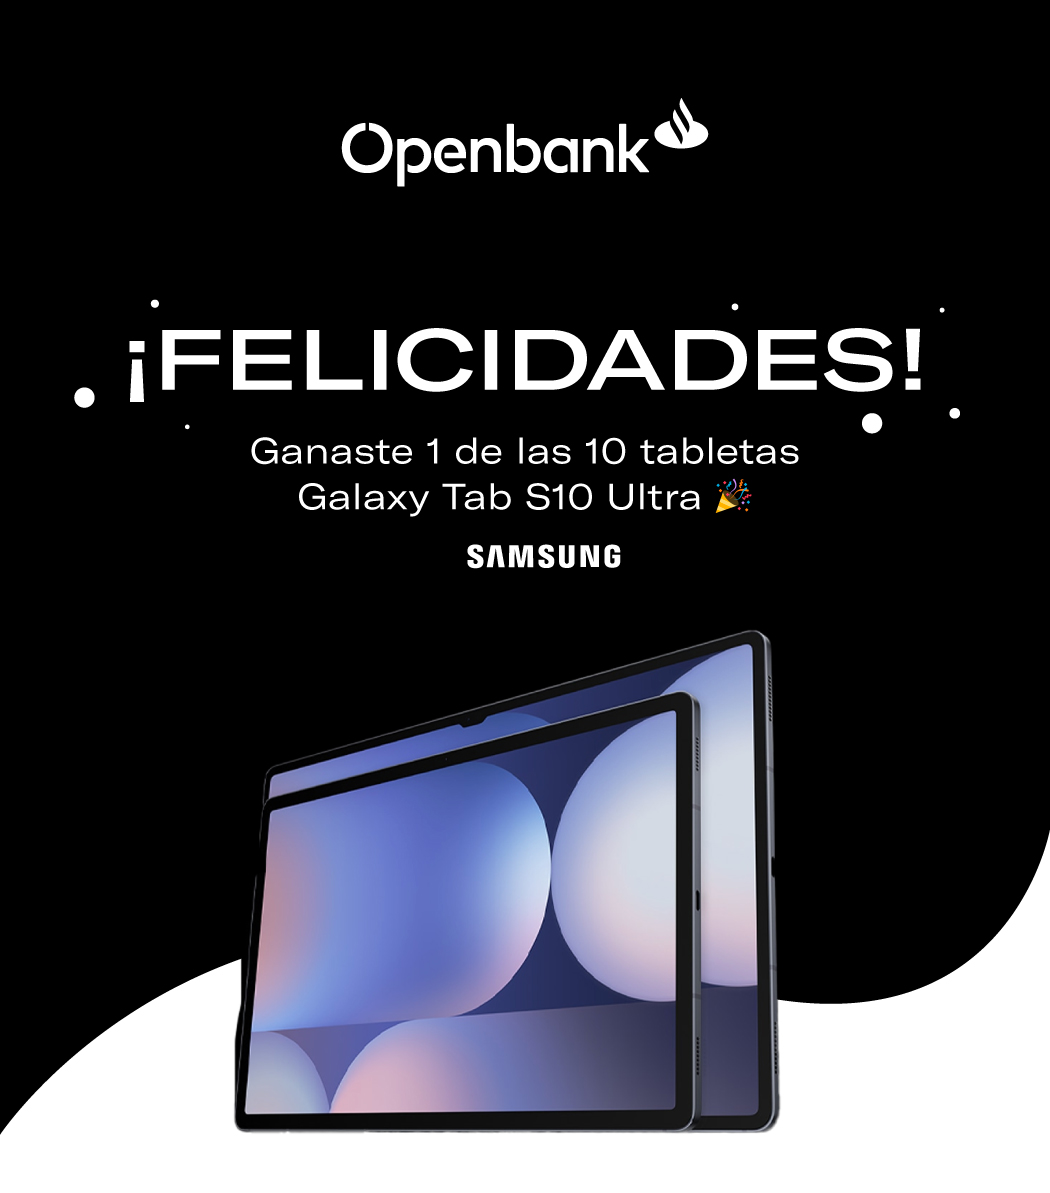 Openbank
¡FELICIDADES!
Ganaste 1 de las 10 tabletas
Galaxy Tab S10 Ultra 🎉
SAMSUNG